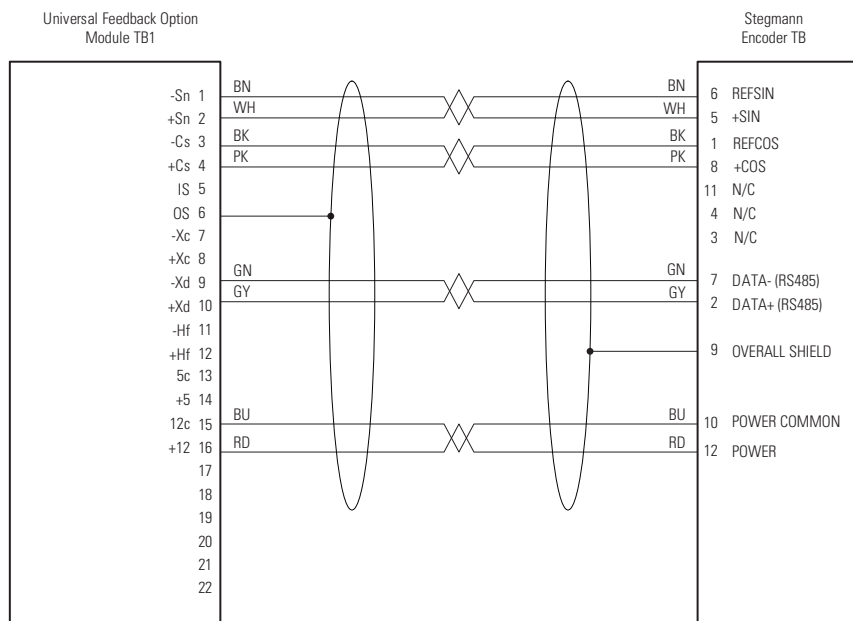 Universal Feedback Option
Module TB1
Stegmann
Encoder TB
-Sn 1 BN BN 6 REFSIN
+Sn 2 WH WH 5 +SIN
-Cs 3 BK BK 1 REFCOS
+Cs 4 PK PK 8 +COS
IS 5 11 N/C
OS 6 4 N/C
-Xc 7 3 N/C
+Xc 8
-Xd 9 GN GN 7 DATA- (RS485)
+Xd 10 GY GY 2 DATA+ (RS485)
-Hf 11
+Hf 12 9 OVERALL SHIELD
5c 13
+5 14
12c 15 BU BU 10 POWER COMMON
+12 16 RD RD 12 POWER
17
18
19
20
21
22